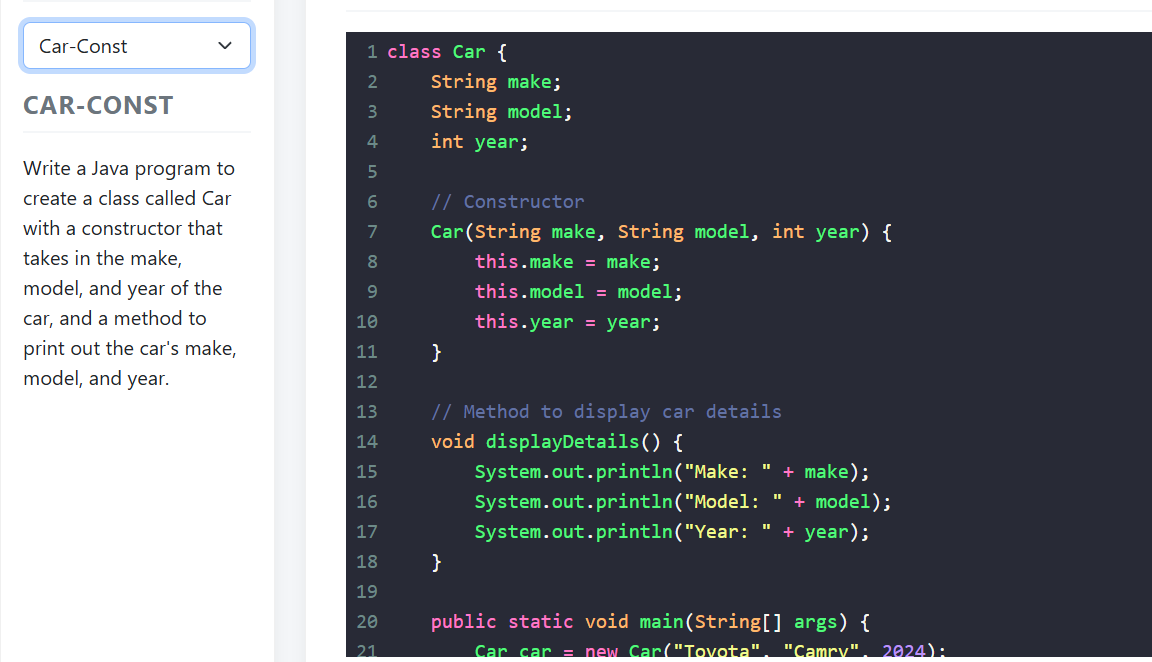 Car-Const
CAR-CONST
Write a Java program to
create a class called Car
with a constructor that
takes in the make,
model, and year of the
car, and a method to
print out the car's make,
model, and year.
1 class Car {
2     String make;
3     String model;
4     int year;
5
6     // Constructor
7     Car(String make, String model, int year) {
8         this.make = make;
9         this.model = model;
10         this.year = year;
11     }
12
13     // Method to display car details
14     void displayDetails() {
15         System.out.println("Make: " + make);
16         System.out.println("Model: " + model);
17         System.out.println("Year: " + year);
18     }
19
20     public static void main(String[] args) {
21         Car car = new Car("Toyota", "Camry", 2024);